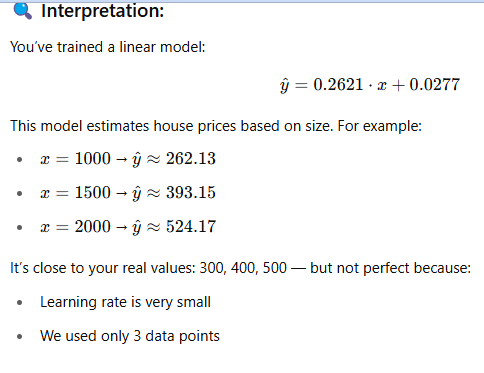 🔍 Interpretation:
You’ve trained a linear model:
ŷ = 0.2621 · x + 0.0277
This model estimates house prices based on size. For example:
• x = 1000 → ŷ ≈ 262.13
• x = 1500 → ŷ ≈ 393.15
• x = 2000 → ŷ ≈ 524.17
It’s close to your real values: 300, 400, 500 — but not perfect because:
• Learning rate is very small
• We used only 3 data points